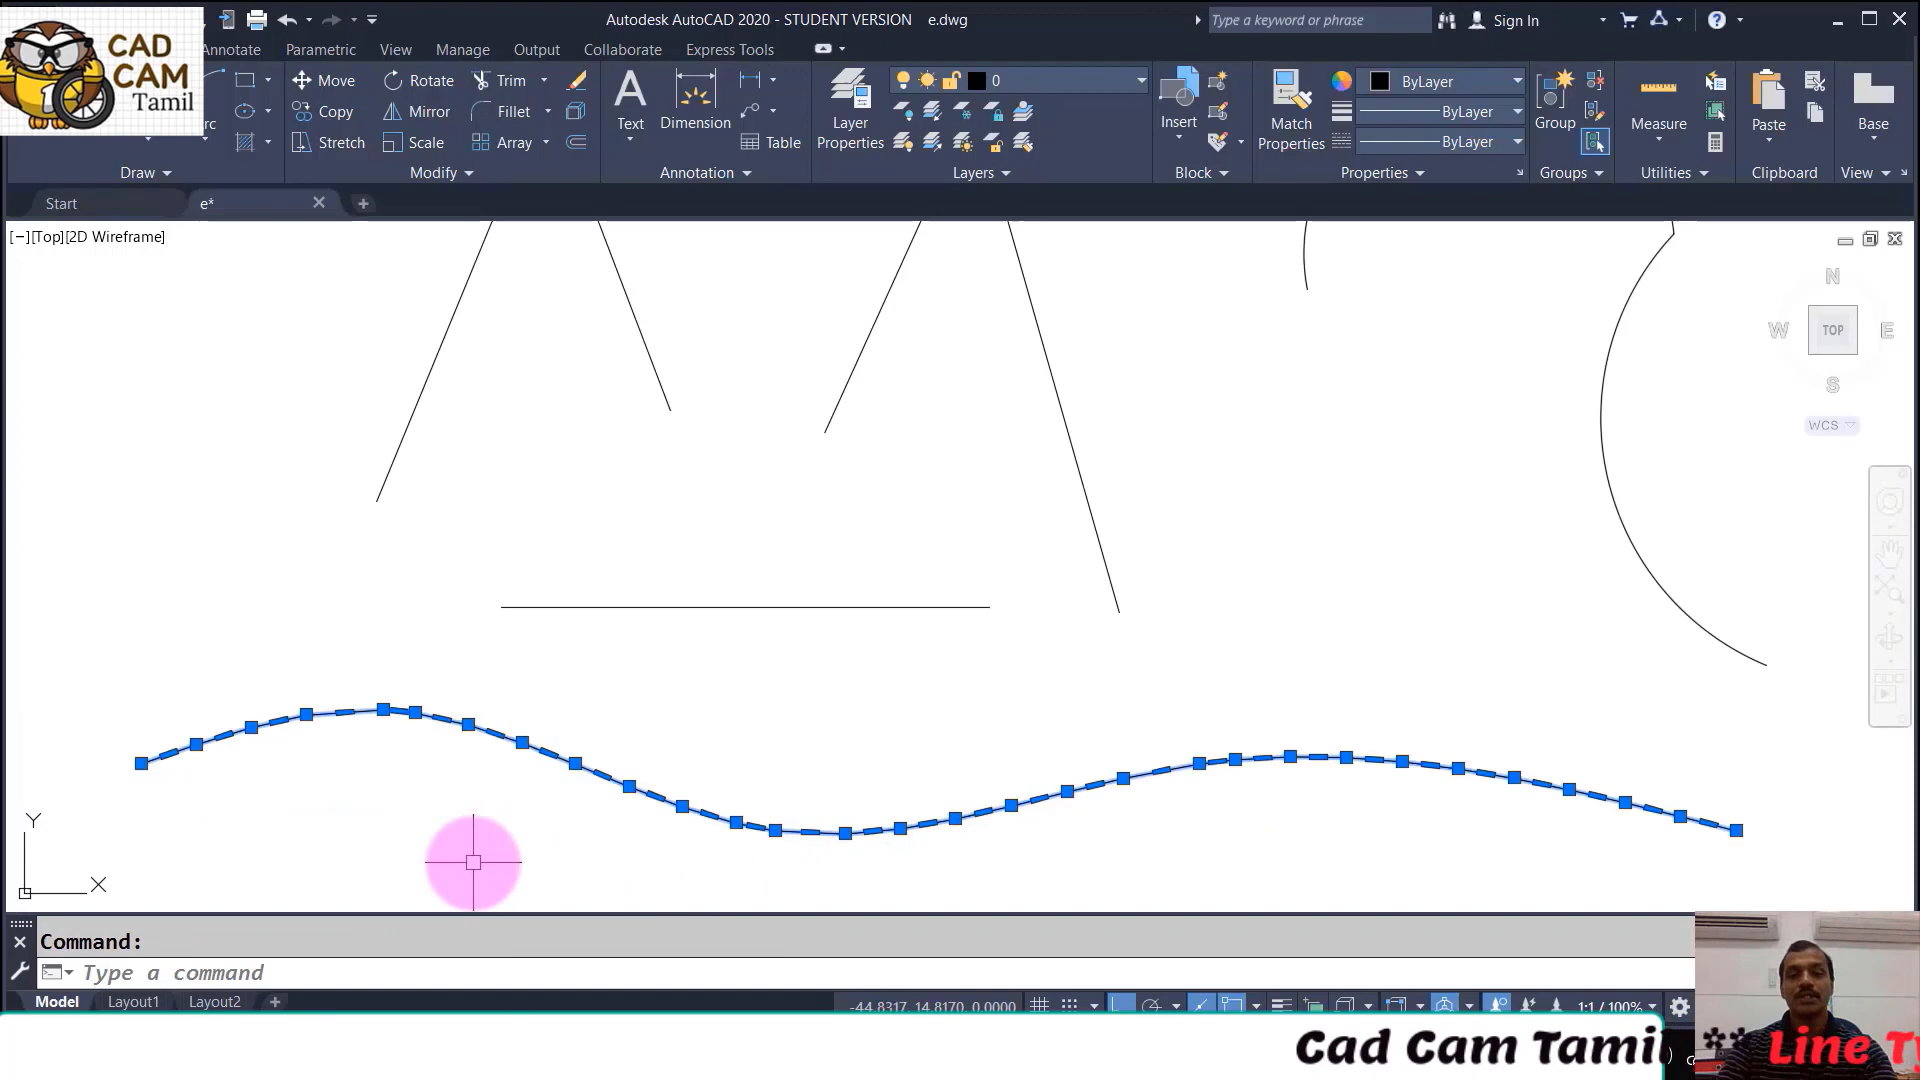 Autodesk AutoCAD 2020 - STUDENT VERSION e.dwg
Type a keyword or phrase
Sign In
CAD
CAM
Tamil
Annotate Parametric View Manage Output Collaborate Express Tools
Move Rotate Trim
Copy Mirror Fillet
Stretch Scale Array
Text Dimension Table
Layer
Properties
0
Insert
Match
Properties
ByLayer
ByLayer
ByLayer
Group
Measure
Paste
Base
Draw Modify Annotation Layers Block Properties Groups Utilities Clipboard View
Start e*
[−][Top][2D Wireframe]
N
W TOP E
S
WCS
Y
X
Command:
Type a command
Model Layout1 Layout2 +
-44.8317, 14.8170, 0.0000
1:1 / 100%
Cad Cam Tamil ** Line Ty